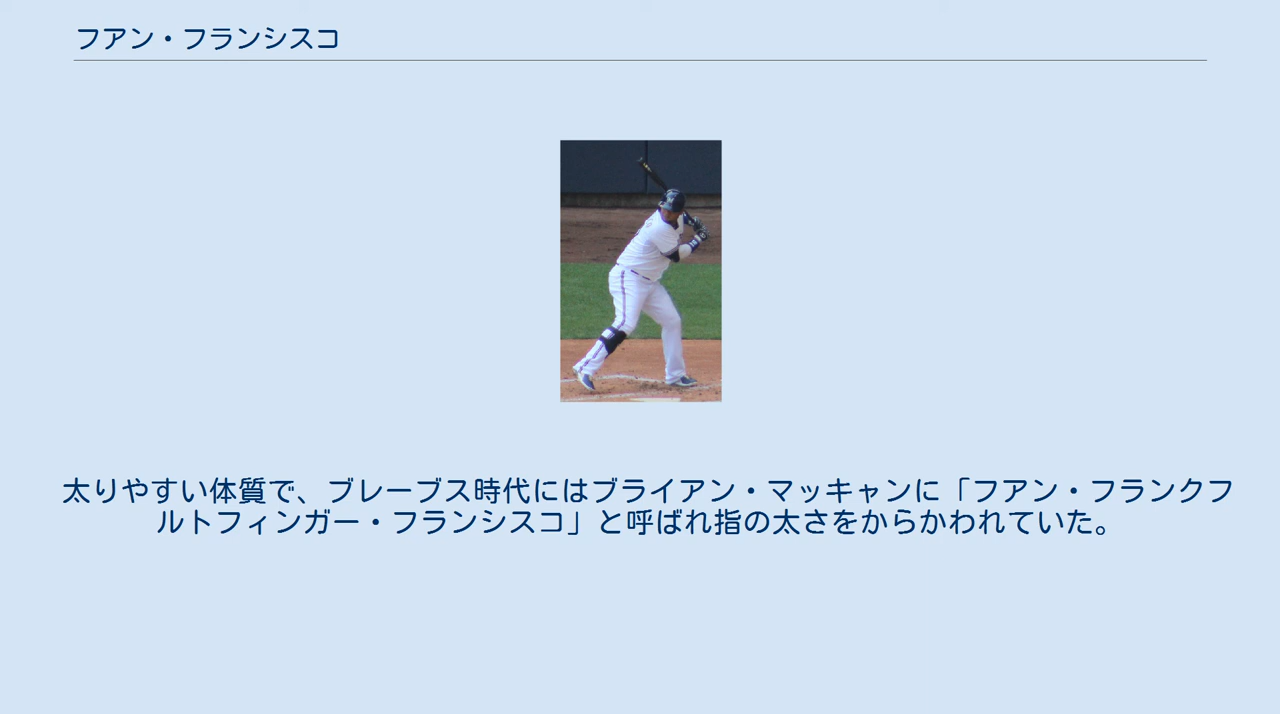 フアン・フランシスコ
太りやすい体質で、ブレーブス時代にはブライアン・マッキャンに「フアン・フランクフ
ルトフィンガー・フランシスコ」と呼ばれ指の太さをからかわれていた。